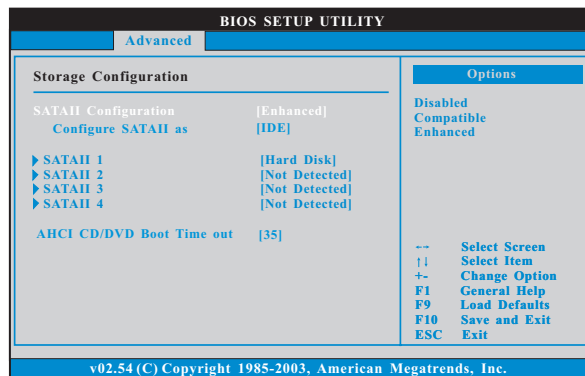 BIOS SETUP UTILITY
Advanced
Storage Configuration
SATAII Configuration [Enhanced]
Configure SATAII as [IDE]
SATAII 1 [Hard Disk]
SATAII 2 [Not Detected]
SATAII 3 [Not Detected]
SATAII 4 [Not Detected]
AHCI CD/DVD Boot Time out [35]
Options
Disabled
Compatible
Enhanced
←→ Select Screen
↑↓ Select Item
+- Change Option
F1 General Help
F9 Load Defaults
F10 Save and Exit
ESC Exit
v02.54 (C) Copyright 1985-2003, American Megatrends, Inc.